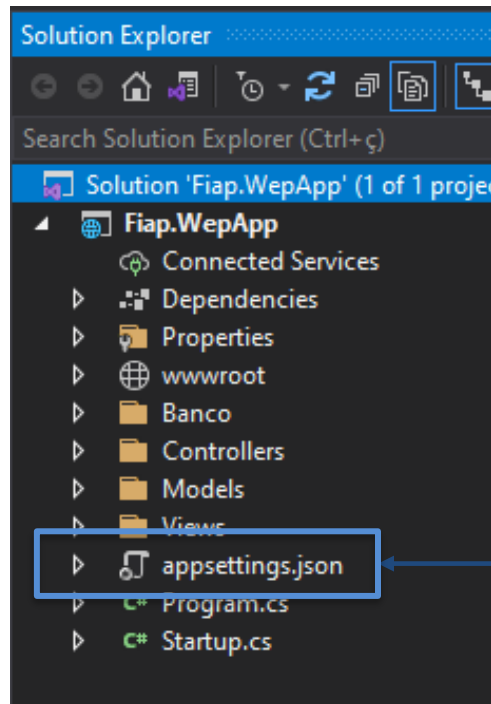 Solution Explorer
Search Solution Explorer (Ctrl+ç)
Solution 'Fiap.WepApp' (1 of 1 projec
Fiap.WepApp
Connected Services
Dependencies
Properties
wwwroot
Banco
Controllers
Models
Views
appsettings.json
C# Program.cs
C# Startup.cs